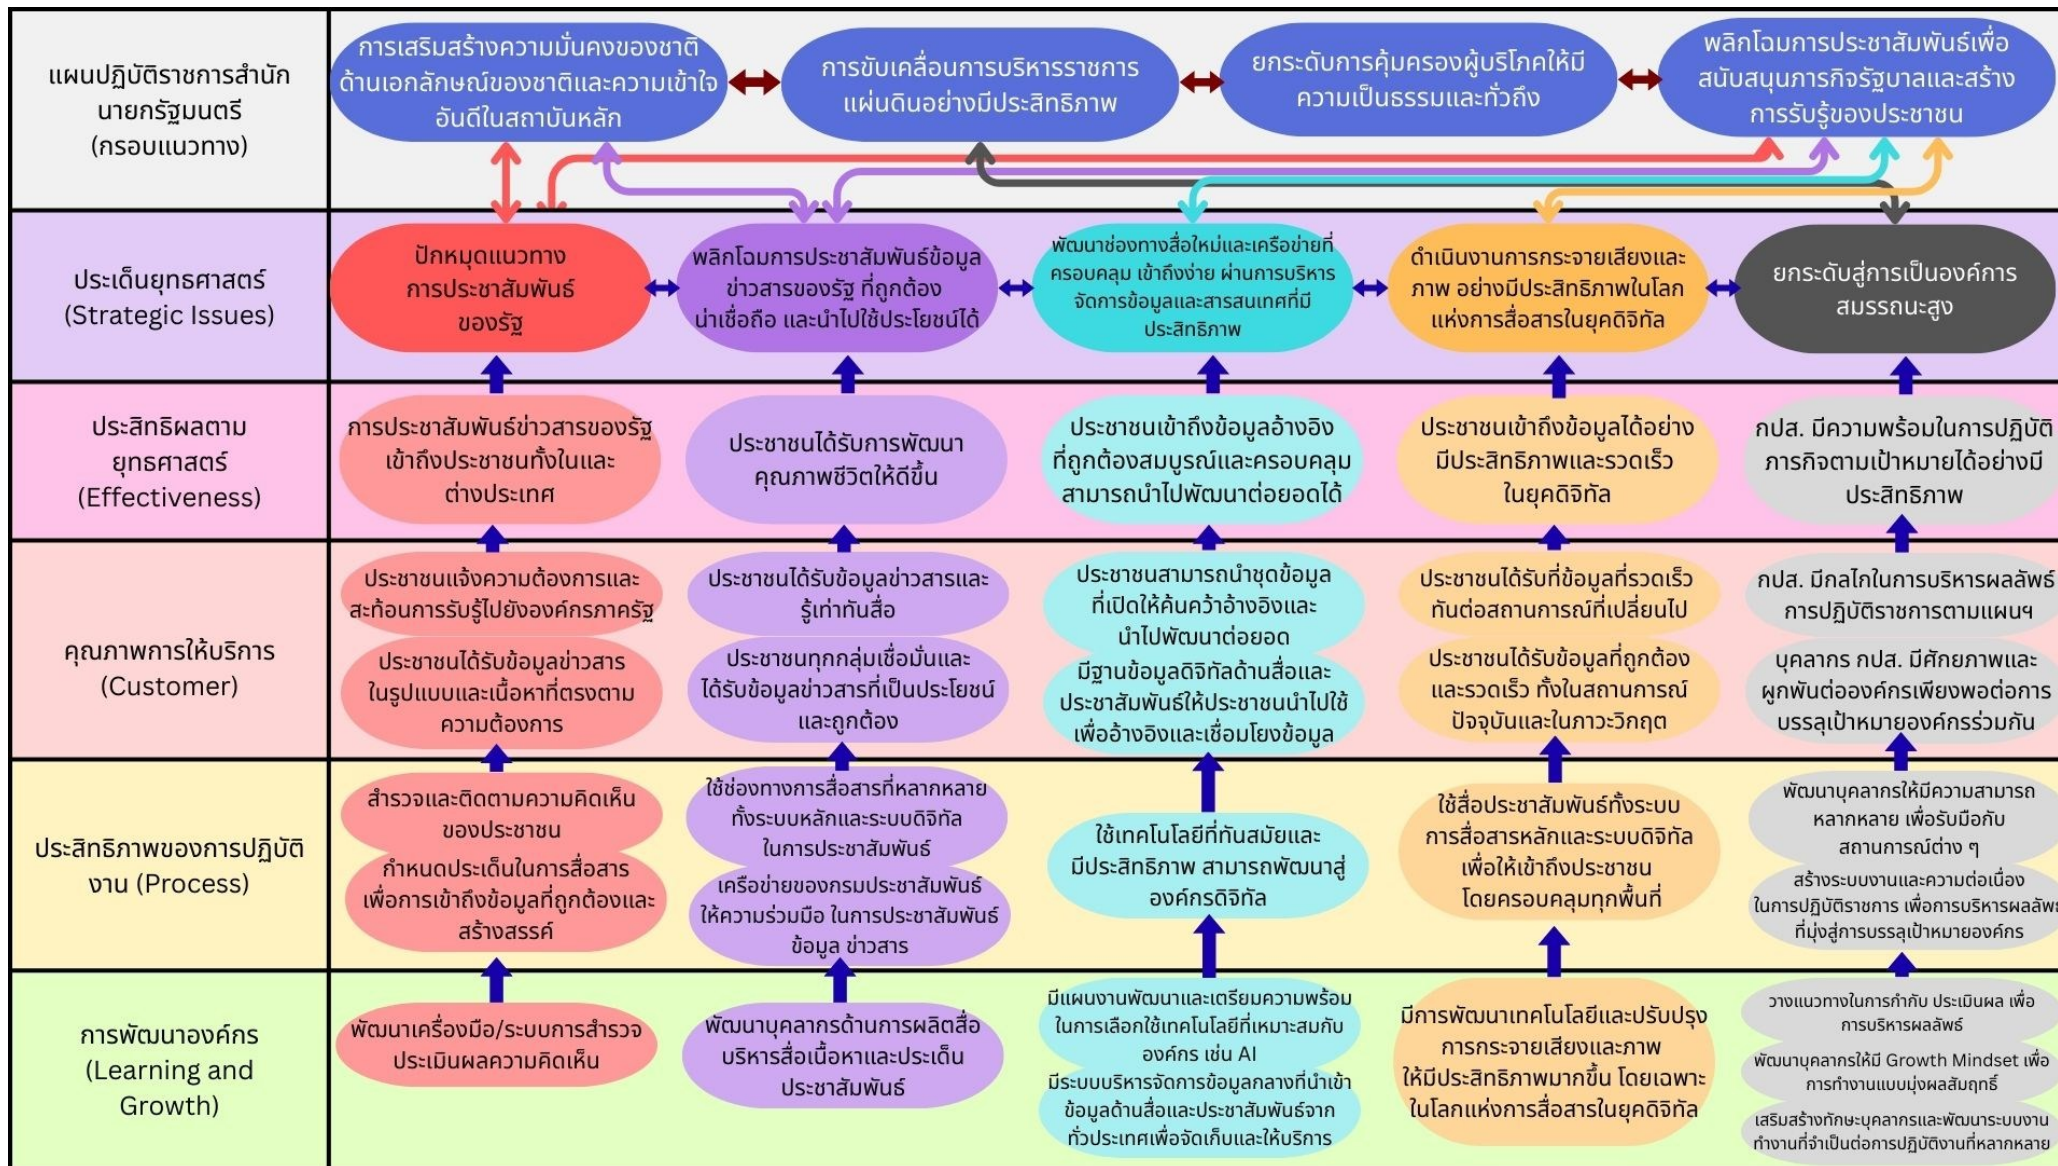 แผนปฏิบัติราชการสำนัก
นายกรัฐมนตรี
(กรอบแนวทาง)
การเสริมสร้างความมั่นคงของชาติ
ด้านเอกลักษณ์ของชาติและความเข้าใจ
อันดีในสถาบันหลัก
การขับเคลื่อนการบริหารราชการ
แผ่นดินอย่างมีประสิทธิภาพ
ยกระดับการคุ้มครองผู้บริโภคให้มี
ความเป็นธรรมและทั่วถึง
พลิกโฉมการประชาสัมพันธ์เพื่อ
สนับสนุนภารกิจรัฐบาลและสร้าง
การรับรู้ของประชาชน
ประเด็นยุทธศาสตร์
(Strategic Issues)
ปักหมุดแนวทาง
การประชาสัมพันธ์
ของรัฐ
พลิกโฉมการประชาสัมพันธ์ข้อมูล
ข่าวสารของรัฐ ที่ถูกต้อง
น่าเชื่อถือ และนำไปใช้ประโยชน์ได้
พัฒนาช่องทางสื่อใหม่และเครือข่ายที่
ครอบคลุม เข้าถึงง่าย ผ่านการบริหาร
จัดการข้อมูลและสารสนเทศที่มี
ประสิทธิภาพ
ดำเนินงานการกระจายเสียงและ
ภาพ อย่างมีประสิทธิภาพในโลก
แห่งการสื่อสารในยุคดิจิทัล
ยกระดับสู่การเป็นองค์การ
สมรรถนะสูง
ประสิทธิผลตาม
ยุทธศาสตร์
(Effectiveness)
การประชาสัมพันธ์ข่าวสารของรัฐ
เข้าถึงประชาชนทั้งในและ
ต่างประเทศ
ประชาชนได้รับการพัฒนา
คุณภาพชีวิตให้ดีขึ้น
ประชาชนเข้าถึงข้อมูลอ้างอิง
ที่ถูกต้องสมบูรณ์และครอบคลุม
สามารถนำไปพัฒนาต่อยอดได้
ประชาชนเข้าถึงข้อมูลได้อย่าง
มีประสิทธิภาพและรวดเร็ว
ในยุคดิจิทัล
กปส. มีความพร้อมในการปฏิบัติ
ภารกิจตามเป้าหมายได้อย่างมี
ประสิทธิภาพ
คุณภาพการให้บริการ
(Customer)
ประชาชนแจ้งความต้องการและ
สะท้อนการรับรู้ไปยังองค์กรภาครัฐ
ประชาชนได้รับข้อมูลข่าวสาร
ในรูปแบบและเนื้อหาที่ตรงตาม
ความต้องการ
ประชาชนได้รับข้อมูลข่าวสารและ
รู้เท่าทันสื่อ
ประชาชนทุกกลุ่มเชื่อมั่นและ
ได้รับข้อมูลข่าวสารที่เป็นประโยชน์
และถูกต้อง
ประชาชนสามารถนำชุดข้อมูล
ที่เปิดให้ค้นคว้าอ้างอิงและ
นำไปพัฒนาต่อยอด
มีฐานข้อมูลดิจิทัลด้านสื่อและ
ประชาสัมพันธ์ให้ประชาชนนำไปใช้
เพื่ออ้างอิงและเชื่อมโยงข้อมูล
ประชาชนได้รับที่ข้อมูลที่รวดเร็ว
ทันต่อสถานการณ์ที่เปลี่ยนไป
ประชาชนได้รับข้อมูลที่ถูกต้อง
และรวดเร็ว ทั้งในสถานการณ์
ปัจจุบันและในภาวะวิกฤต
กปส. มีกลไกในการบริหารผลลัพธ์
การปฏิบัติราชการตามแผนฯ
บุคลากร กปส. มีศักยภาพและ
ผูกพันต่อองค์กรเพียงพอต่อการ
บรรลุเป้าหมายองค์กรร่วมกัน
ประสิทธิภาพของการปฏิบัติ
งาน (Process)
สำรวจและติดตามความคิดเห็น
ของประชาชน
กำหนดประเด็นในการสื่อสาร
เพื่อการเข้าถึงข้อมูลที่ถูกต้องและ
สร้างสรรค์
ใช้ช่องทางการสื่อสารที่หลากหลาย
ทั้งระบบหลักและระบบดิจิทัล
ในการประชาสัมพันธ์
เครือข่ายของกรมประชาสัมพันธ์
ให้ความร่วมมือ ในการประชาสัมพันธ์
ข้อมูล ข่าวสาร
ใช้เทคโนโลยีที่ทันสมัยและ
มีประสิทธิภาพ สามารถพัฒนาสู่
องค์กรดิจิทัล
ใช้สื่อประชาสัมพันธ์ทั้งระบบ
การสื่อสารหลักและระบบดิจิทัล
เพื่อให้เข้าถึงประชาชน
โดยครอบคลุมทุกพื้นที่
พัฒนาบุคลากรให้มีความสามารถ
หลากหลาย เพื่อรับมือกับ
สถานการณ์ต่าง ๆ
สร้างระบบงานและความต่อเนื่อง
ในการปฏิบัติราชการ เพื่อการบริหารผลลัพธ์
ที่มุ่งสู่การบรรลุเป้าหมายองค์กร
การพัฒนาองค์กร
(Learning and
Growth)
พัฒนาเครื่องมือ/ระบบการสำรวจ
ประเมินผลความคิดเห็น
พัฒนาบุคลากรด้านการผลิตสื่อ
บริหารสื่อเนื้อหาและประเด็น
ประชาสัมพันธ์
มีแผนงานพัฒนาและเตรียมความพร้อม
ในการเลือกใช้เทคโนโลยีที่เหมาะสมกับ
องค์กร เช่น AI
มีระบบบริหารจัดการข้อมูลกลางที่นำเข้า
ข้อมูลด้านสื่อและประชาสัมพันธ์จาก
ทั่วประเทศเพื่อจัดเก็บและให้บริการ
มีการพัฒนาเทคโนโลยีและปรับปรุง
การกระจายเสียงและภาพ
ให้มีประสิทธิภาพมากขึ้น โดยเฉพาะ
ในโลกแห่งการสื่อสารในยุคดิจิทัล
วางแนวทางในการกำกับ ประเมินผล เพื่อ
การบริหารผลลัพธ์
พัฒนาบุคลากรให้มี Growth Mindset เพื่อ
การทำงานแบบมุ่งผลสัมฤทธิ์
เสริมสร้างทักษะบุคลากรและพัฒนาระบบงาน
ทำงานที่จำเป็นต่อการปฏิบัติงานที่หลากหลาย